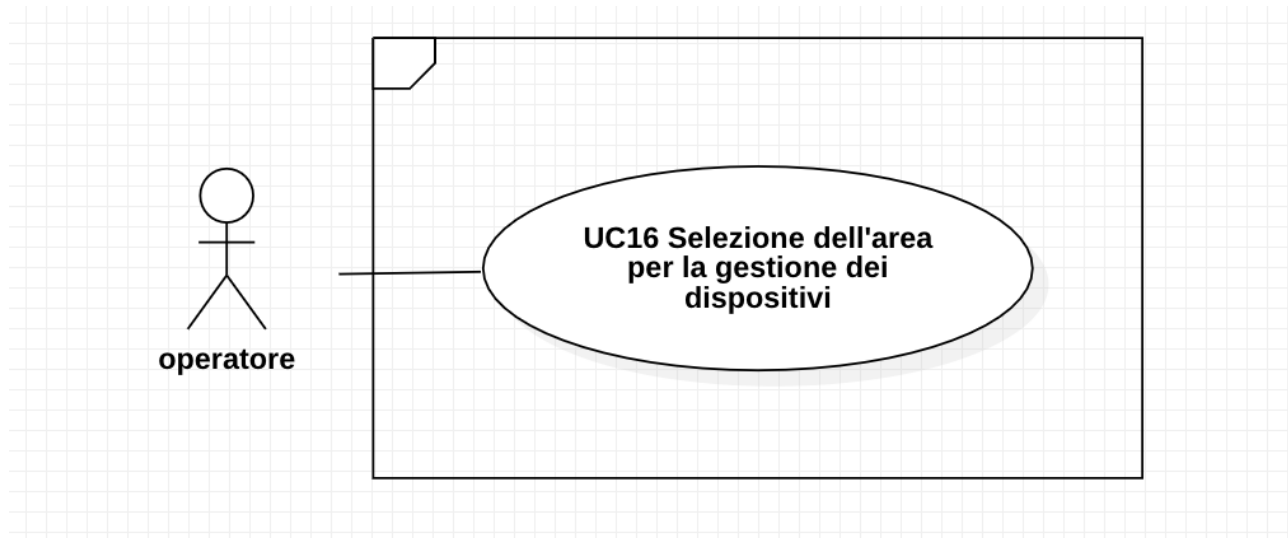 UC16 Selezione dell'area
per la gestione dei
dispositivi
operatore